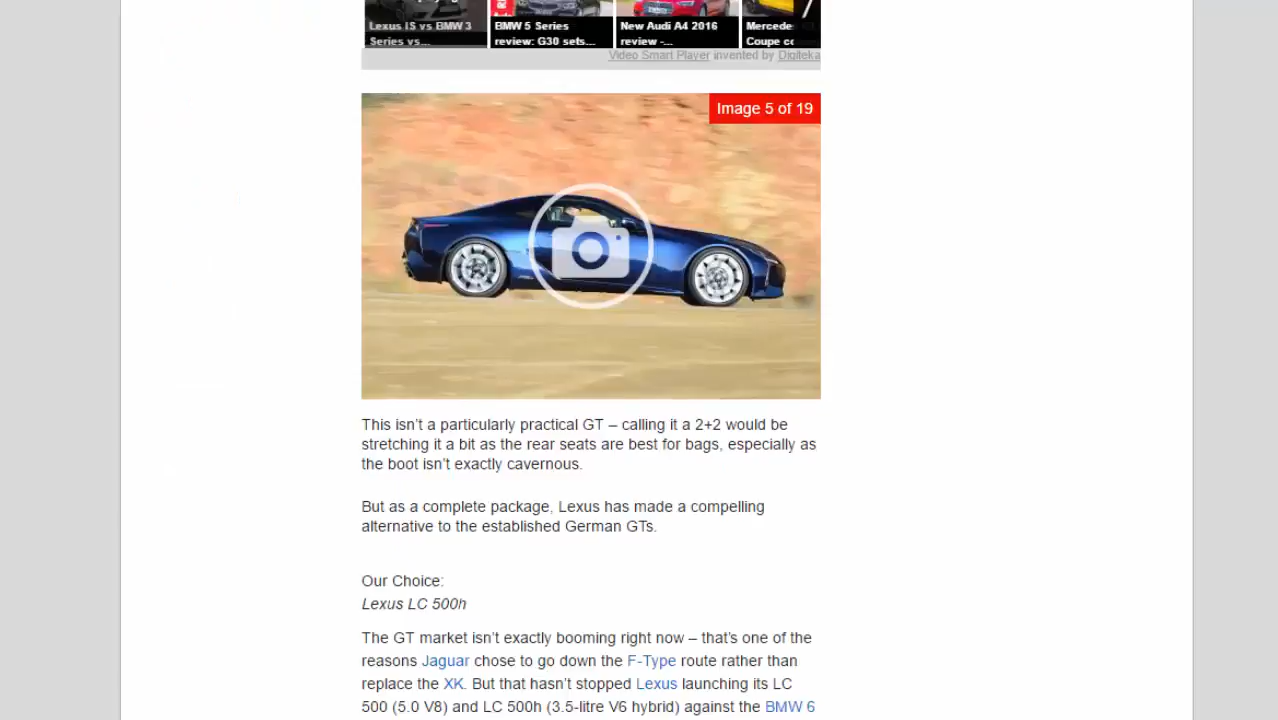 Lexus IS vs BMW 3 Series vs...
BMW 5 Series review: G30 sets...
New Audi A4 2016 review -...
Mercedes
Coupe
Video Smart Player invented by Digiteka
Image 5 of 19
This isn’t a particularly practical GT – calling it a 2+2 would be
stretching it a bit as the rear seats are best for bags, especially as
the boot isn’t exactly cavernous.
But as a complete package, Lexus has made a compelling
alternative to the established German GTs.
Our Choice:
Lexus LC 500h
The GT market isn’t exactly booming right now – that’s one of the
reasons Jaguar chose to go down the F-Type route rather than
replace the XK. But that hasn’t stopped Lexus launching its LC
500 (5.0 V8) and LC 500h (3.5-litre V6 hybrid) against the BMW 6